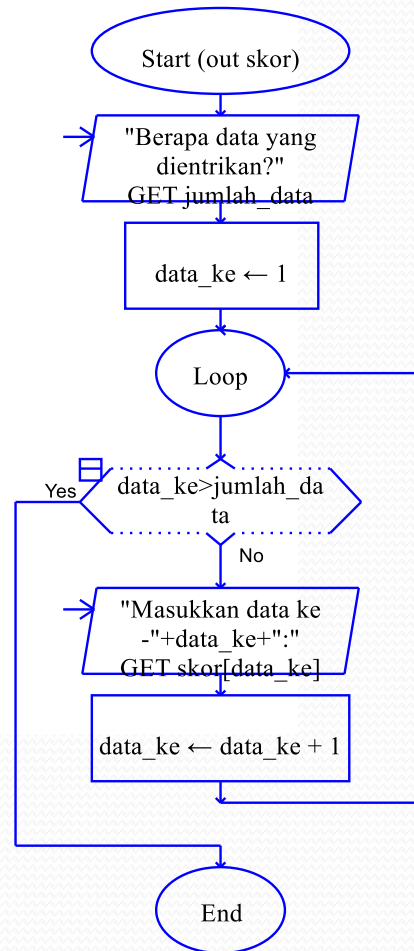 Start (out skor)
"Berapa data yang
dientrikan?"
GET jumlah_data
data_ke ← 1
Loop
data_ke>jumlah_da
ta
Yes
No
"Masukkan data ke
-"+data_ke+":"
GET skor[data_ke]
data_ke ← data_ke + 1
End